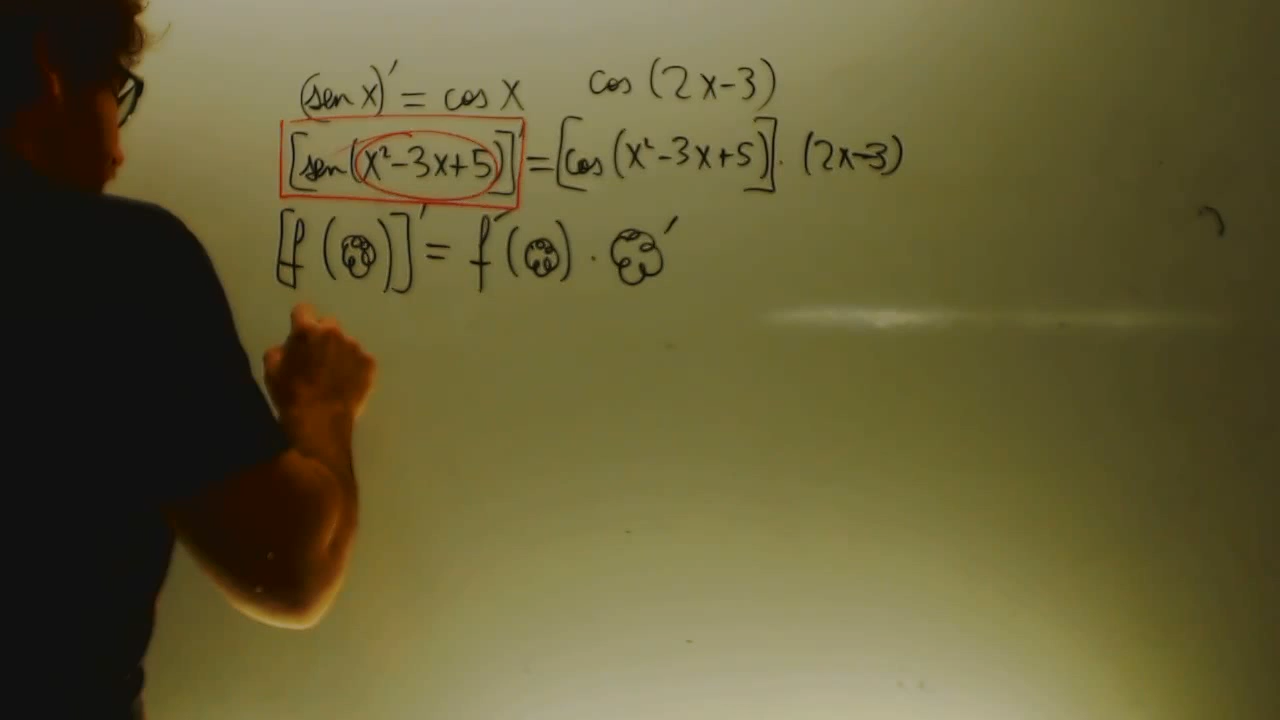 (sen x)' = cos x cos (2x-3)
[sen(x²-3x+5)]' = [cos(x²-3x+5)]. (2x-3)
[f( )]' = f'( ) . '